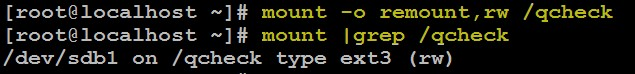 [root@localhost ~]# mount -o remount,rw /qcheck
[root@localhost ~]# mount |grep /qcheck
/dev/sdb1 on /qcheck type ext3 (rw)